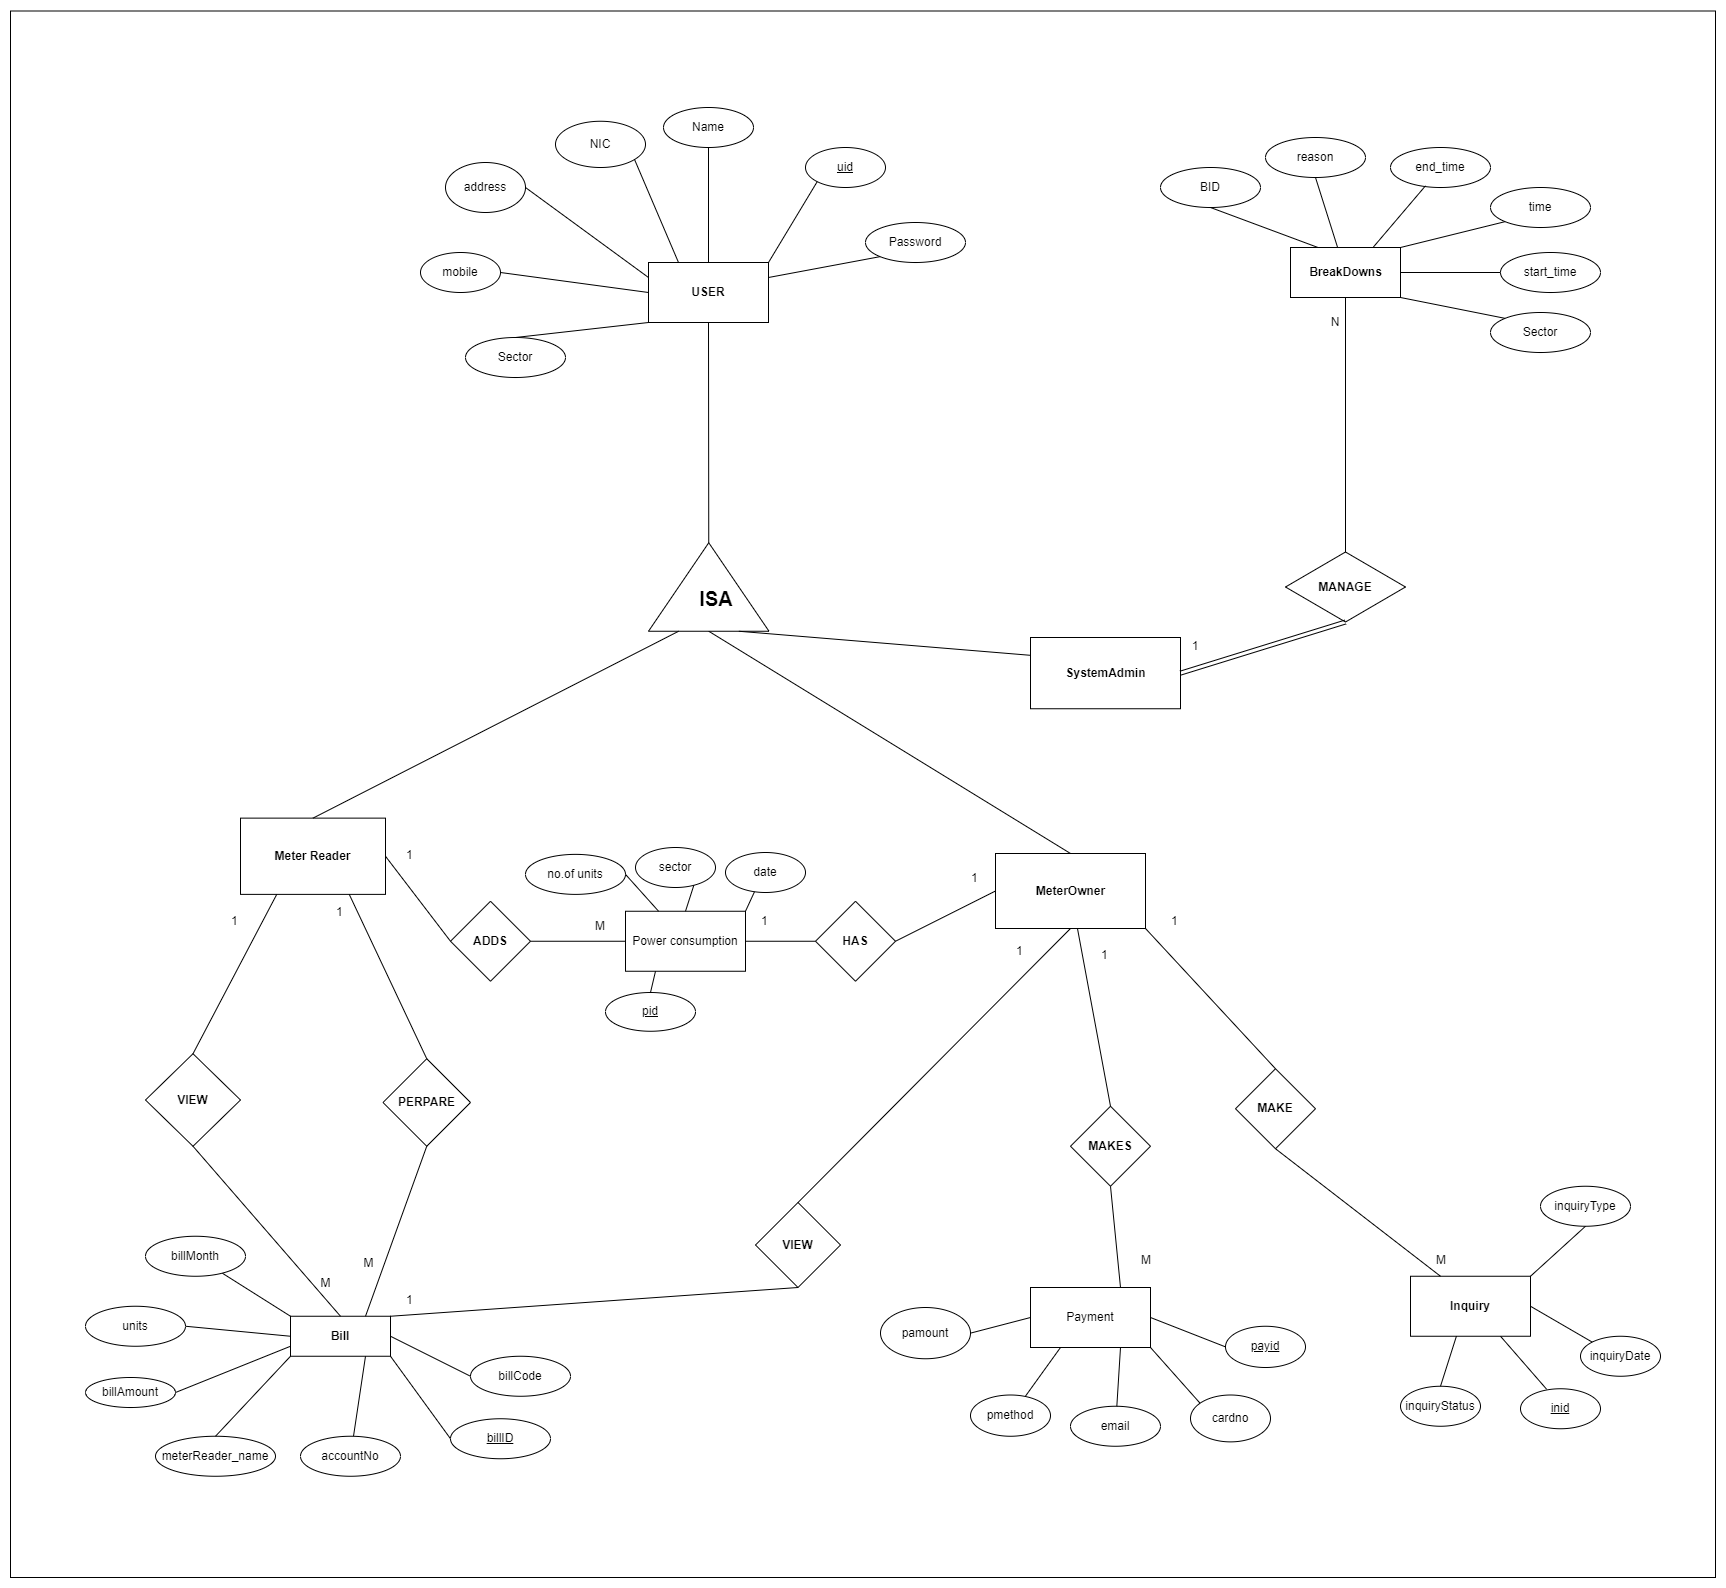 Name
NIC
uid
address
Password
mobile
USER
Sector
reason
end_time
BID
time
BreakDowns
start_time
N
Sector
ISA
MANAGE
1
SystemAdmin
Meter Reader
1
no.of units
sector
date
1
MeterOwner
1
1
M
1
1
ADDS
Power consumption
HAS
1
1
pid
VIEW
PERPARE
MAKE
MAKES
VIEW
inquiryType
billMonth
M
M
1
M
M
units
Bill
pamount
Payment
payid
Inquiry
inquiryDate
billAmount
billCode
pmethod
email
cardno
inquiryStatus
inid
meterReader_name
accountNo
billID